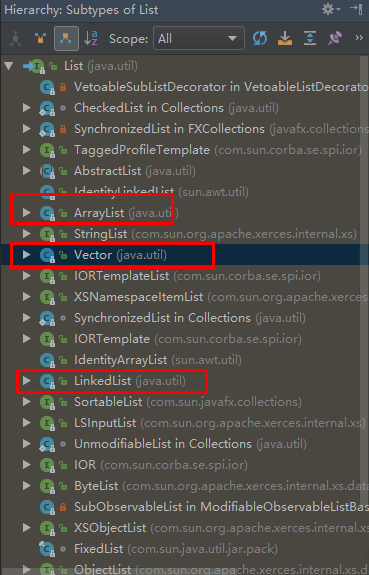 Hierarchy: Subtypes of List
Scope: All
List (java.util)
VetoableSubListDecorator in VetoableListDecorato
CheckedList in Collections (java.util)
SynchronizedList in FXCollections (javafx.collections)
TaggedProfileTemplate (com.sun.corba.se.spi.ior)
AbstractList (java.util)
IdentityLinkedList (sun.awt.util)
ArrayList (java.util)
StringList (com.sun.org.apache.xerces.internal.xs)
Vector (java.util)
IORTemplateList (com.sun.corba.se.spi.ior)
XSNamespaceItemList (com.sun.org.apache.xerces
SynchronizedList in Collections (java.util)
IORTemplate (com.sun.corba.se.spi.ior)
IdentityArrayList (sun.awt.util)
LinkedList (java.util)
SortableList (com.sun.javafx.collections)
LSInputList (com.sun.org.apache.xerces.internal.xs)
UnmodifiableList in Collections (java.util)
IOR (com.sun.corba.se.spi.ior)
ByteList (com.sun.org.apache.xerces.internal.xs.da
SubObservableList in ModifiableObservableListBas
XSObjectList (com.sun.org.apache.xerces.internal.x
FixedList (com.sun.java.util.jar.pack)
ObjectList (com.sun.org.apache.xerces.internal.xs.d